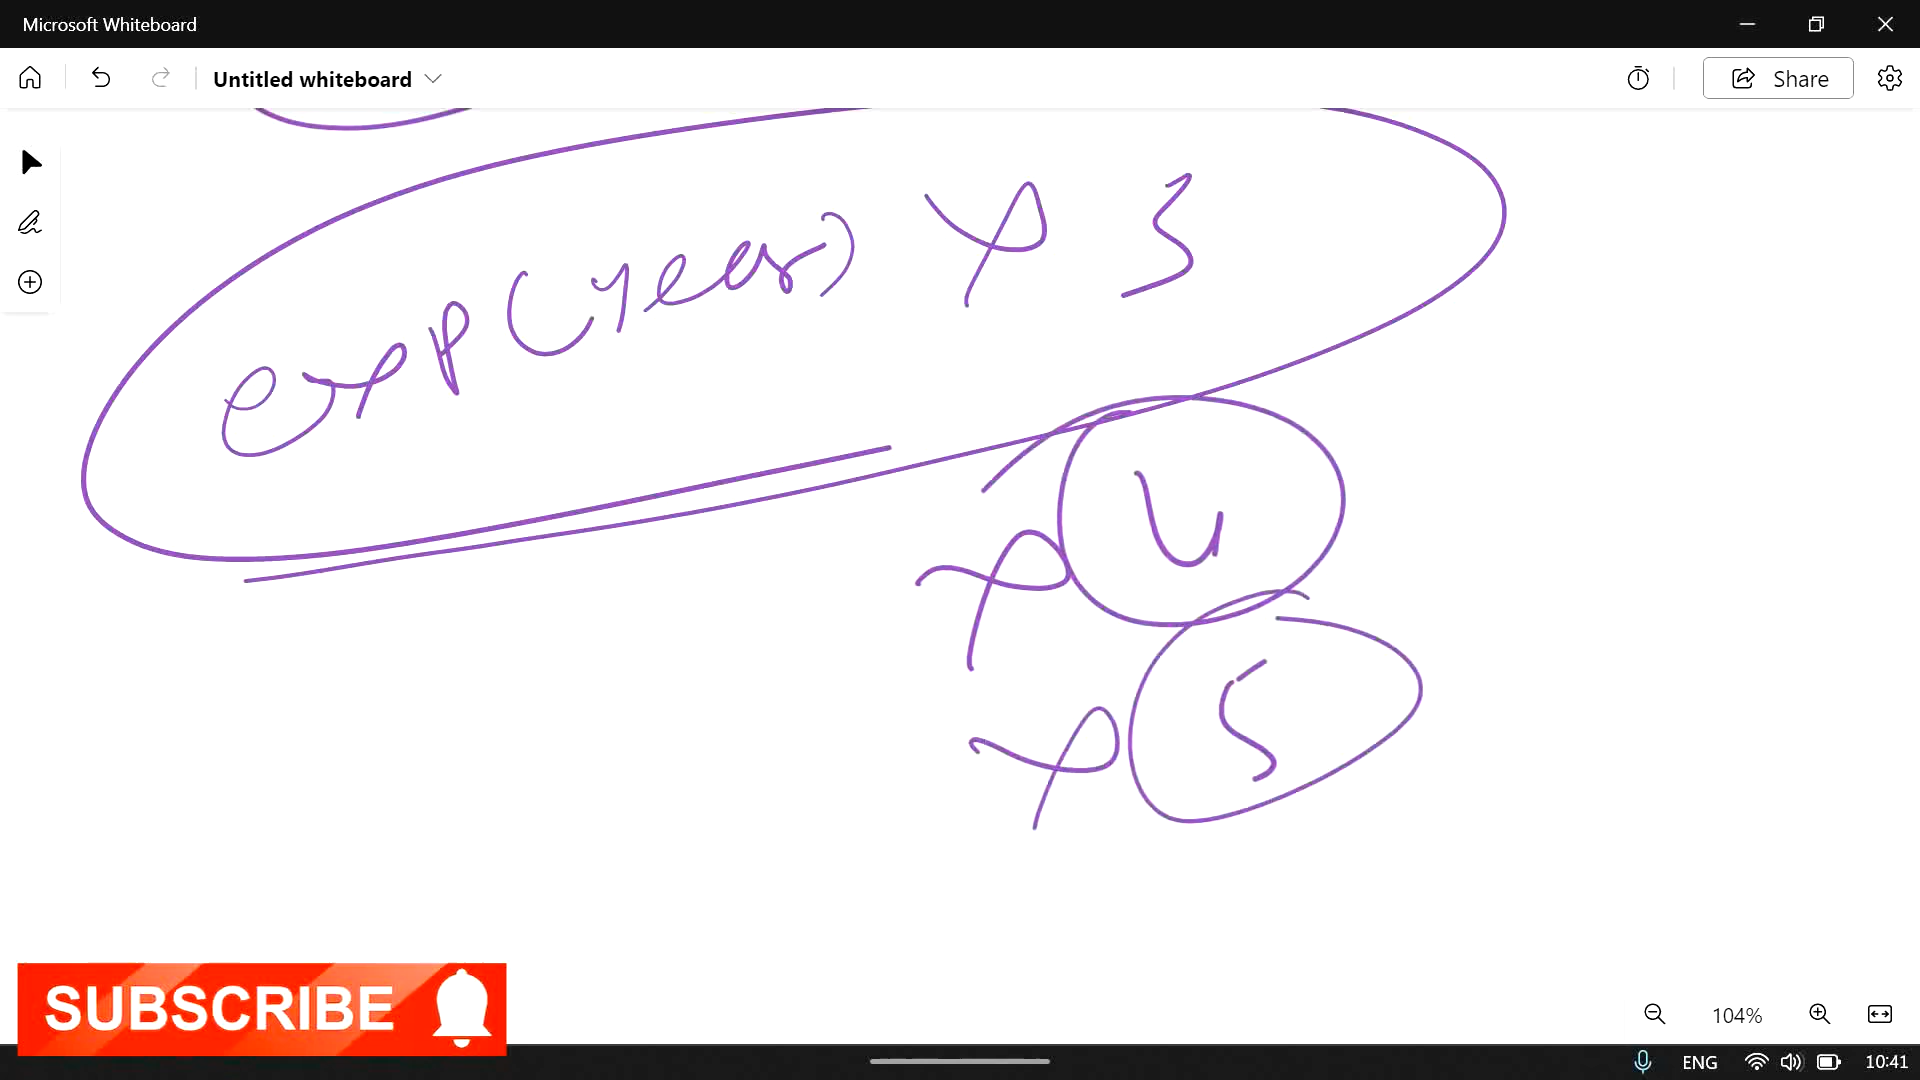 Microsoft Whiteboard
Untitled whiteboard
Share
exp(year) x 3
x 4
x 5
SUBSCRIBE
104%
ENG
10:41